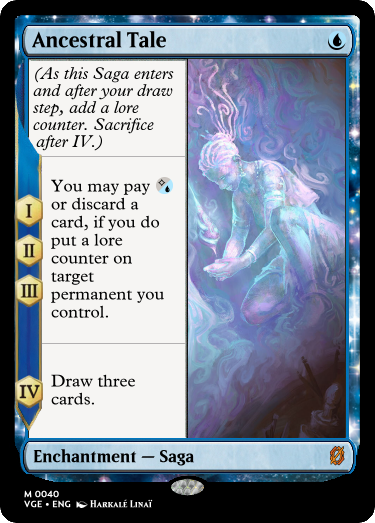 Ancestral Tale
(As this Saga enters
and after your draw
step, add a lore
counter. Sacrifice
after IV.)
I
II
III
You may pay
or discard a
card, if you do
put a lore
counter on
target
permanent you
control.
IV
Draw three
cards.
Enchantment — Saga
M 0040
VGE • ENG Harkalé Linaï